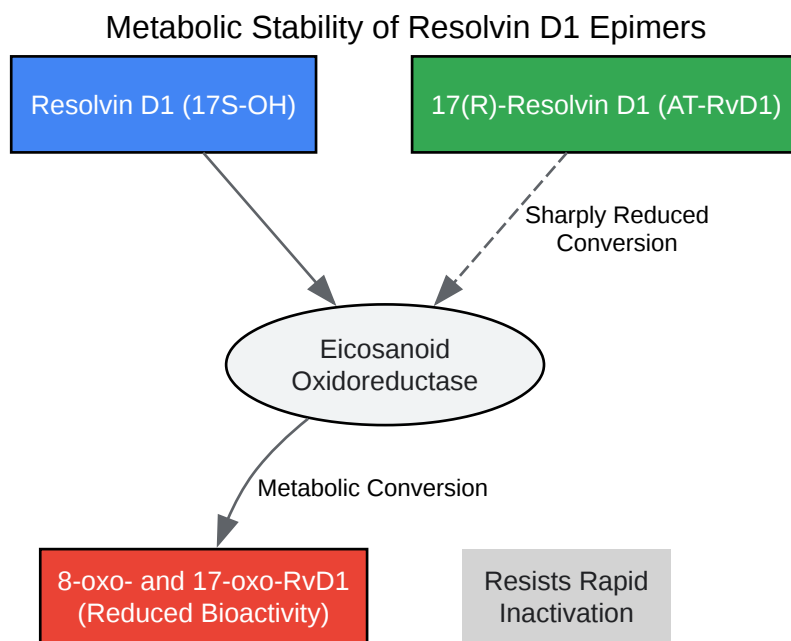 Metabolic Stability of Resolvin D1 Epimers
Resolvin D1 (17S-OH)
17(R)-Resolvin D1 (AT-RvD1)
Sharply Reduced
Conversion
Eicosanoid
Oxidoreductase
Metabolic Conversion
8-oxo- and 17-oxo-RvD1
(Reduced Bioactivity)
Resists Rapid
Inactivation